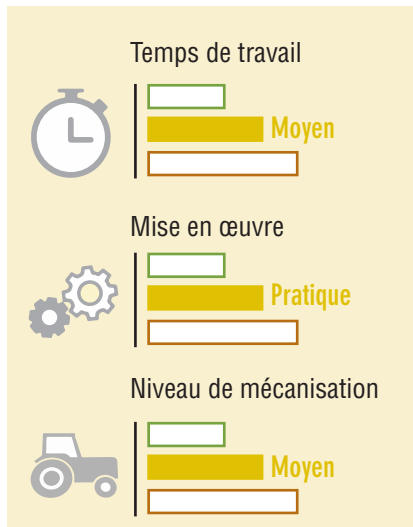 Temps de travail
Moyen
Mise en œuvre
Pratique
Niveau de mécanisation
Moyen